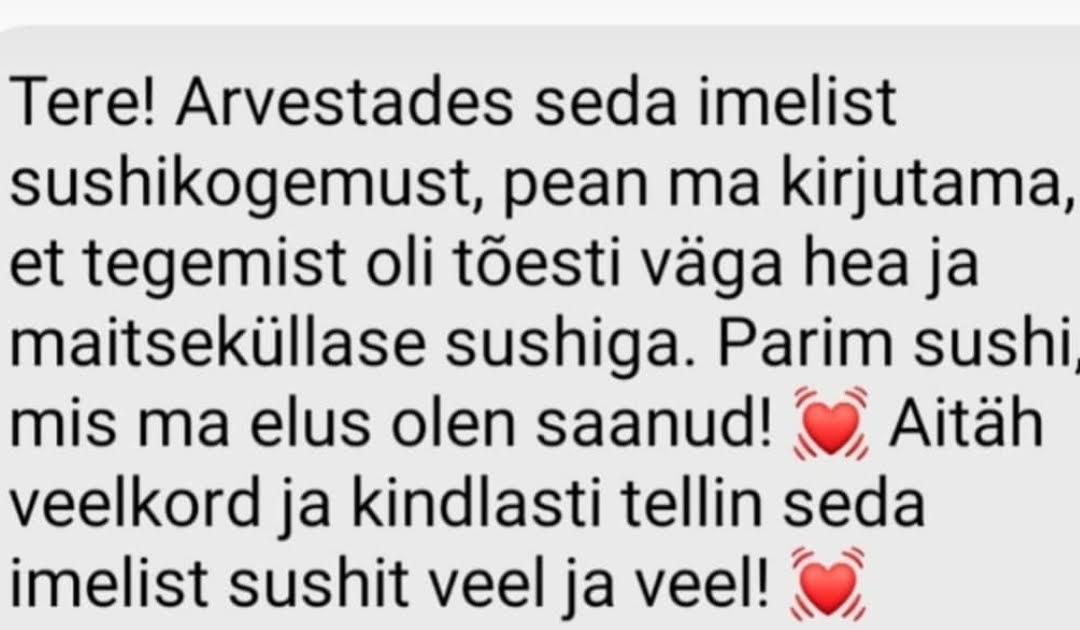 Tere! Arvestades seda imelist
sushikogemust, pean ma kirjutama,
et tegemist oli tõesti väga hea ja
maitseküllase sushiga. Parim sushi,
mis ma elus olen saanud! 💓 Aitäh
veelkord ja kindlasti tellin seda
imelist sushit veel ja veel! 💓